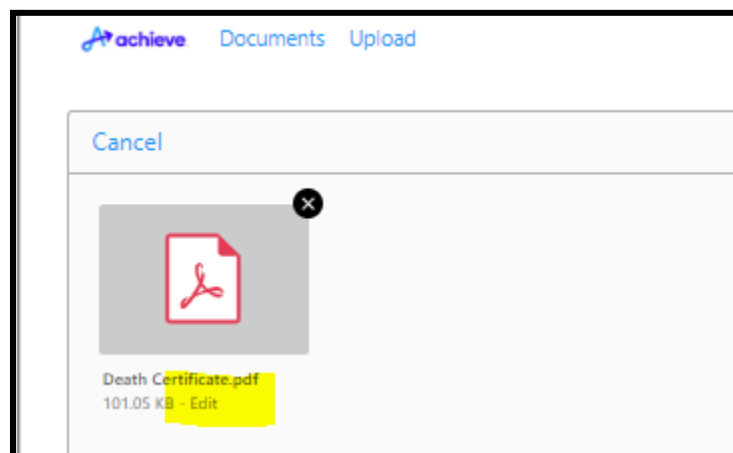 achieve Documents Upload
Cancel
Death Certificate.pdf
101.05 KB - Edit